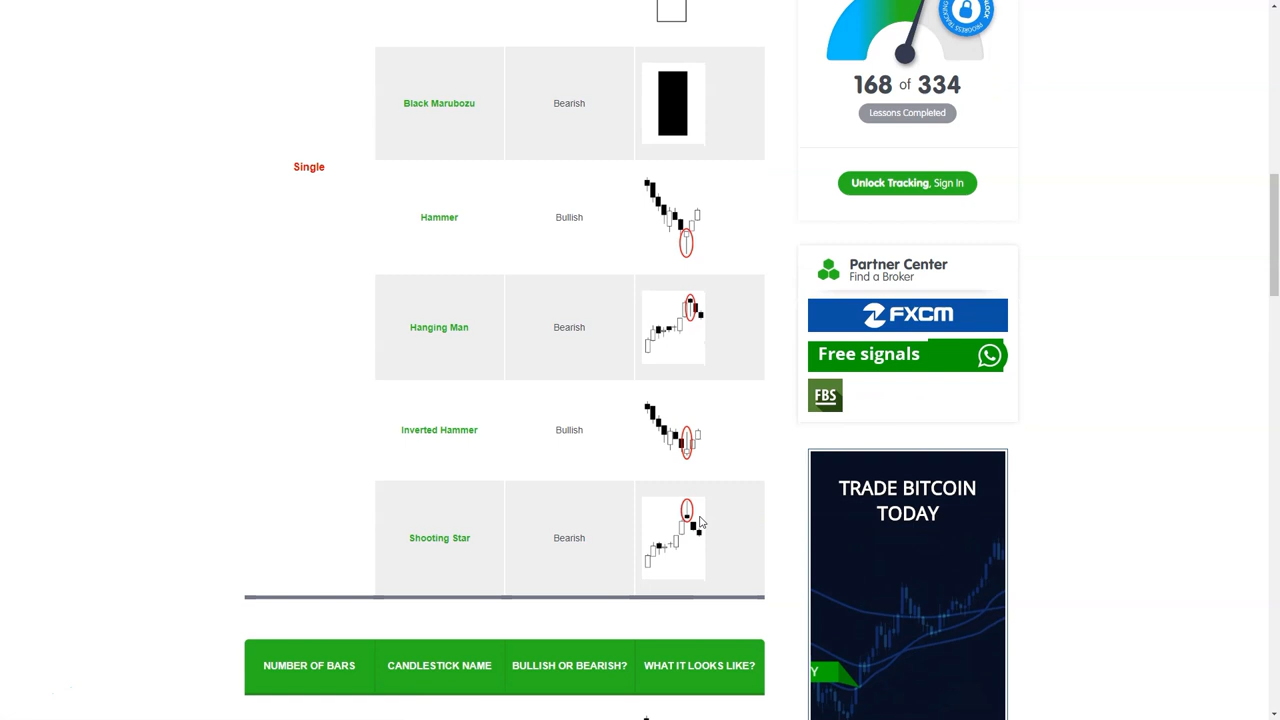 Black Marubozu
Bearish
Single
Hammer
Bullish
Hanging Man
Bearish
Inverted Hammer
Bullish
Shooting Star
Bearish
NUMBER OF BARS
CANDLESTICK NAME
BULLISH OR BEARISH?
WHAT IT LOOKS LIKE?
168 of 334
Lessons Completed
Unlock Tracking, Sign In
Partner Center
Find a Broker
FXCM
Free signals
FBS
TRADE BITCOIN
TODAY
Y